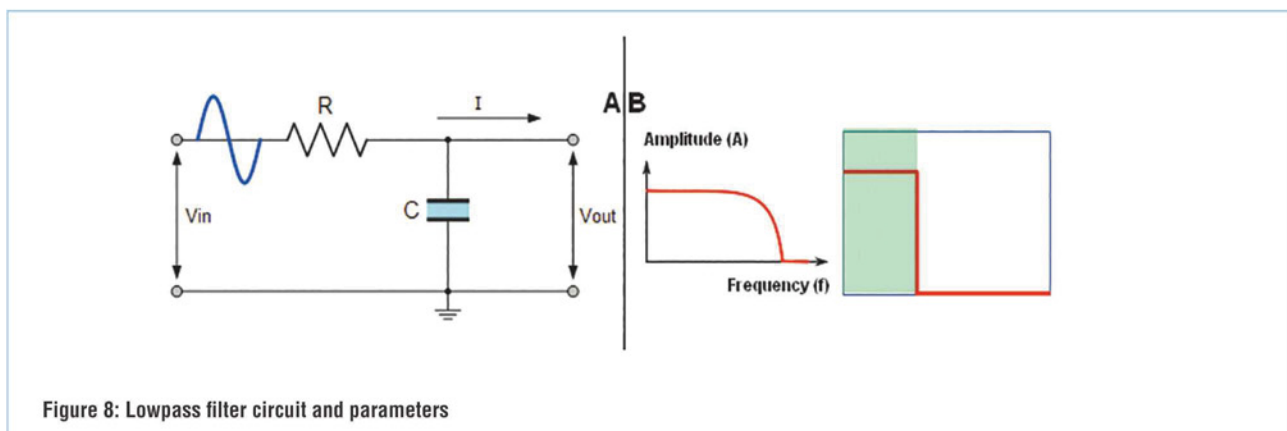 R
I
Vin
C
Vout
A B
Amplitude (A)
Frequency (f)
Figure 8: Lowpass filter circuit and parameters